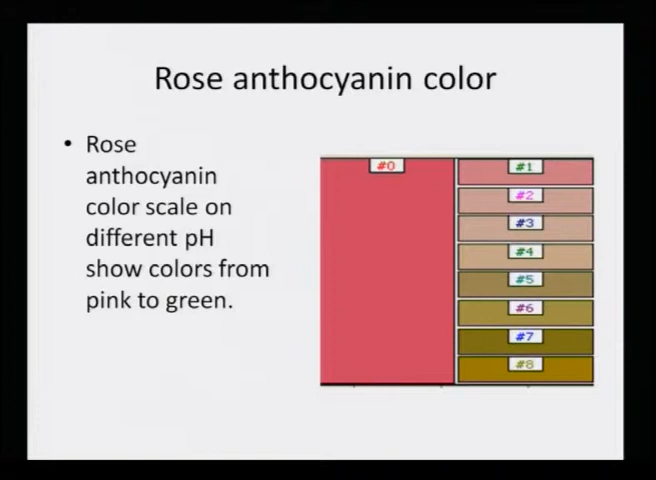 Rose anthocyanin color
• Rose
anthocyanin
color scale on
different pH
show colors from
pink to green.
#0
#1
#2
#3
#4
#5
#6
#7
#8